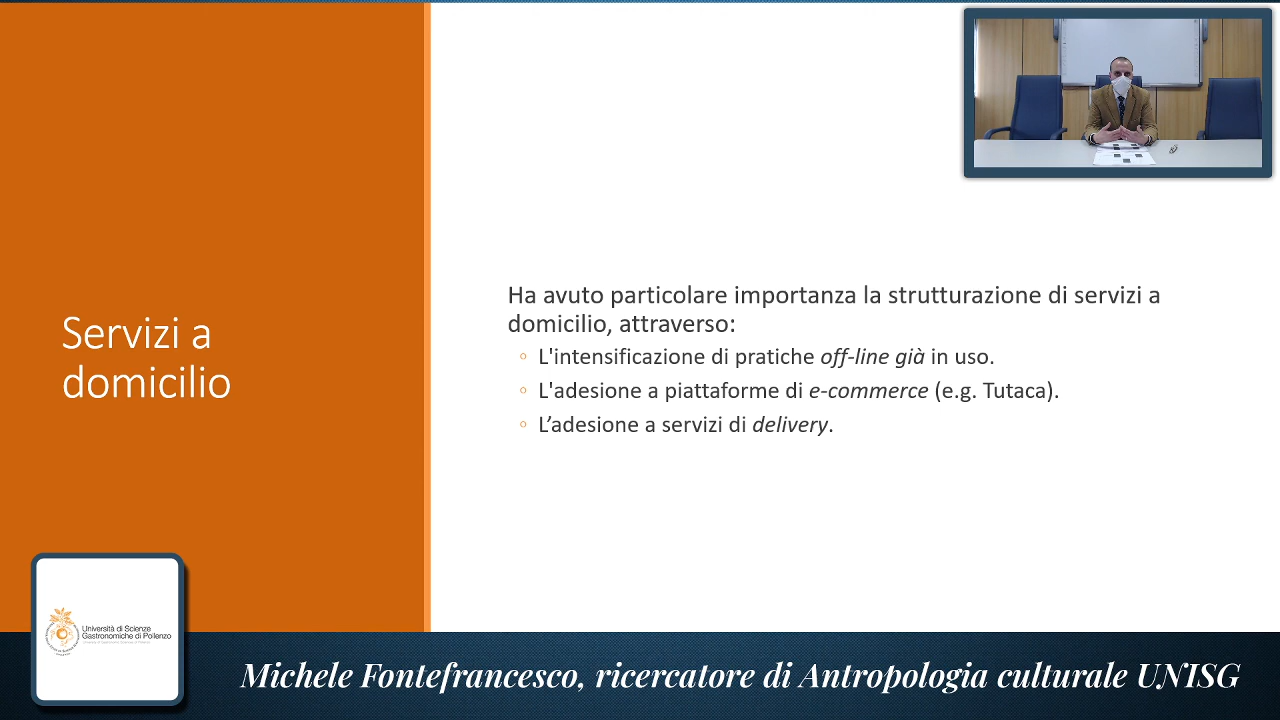 Servizi a
domicilio
Ha avuto particolare importanza la strutturazione di servizi a
domicilio, attraverso:
◦ L'intensificazione di pratiche off-line già in uso.
◦ L'adesione a piattaforme di e-commerce (e.g. Tutaca).
◦ L’adesione a servizi di delivery.
Università di Scienze
Gastronomiche di Pollenzo
Michele Fontefrancesco, ricercatore di Antropologia culturale UNISG